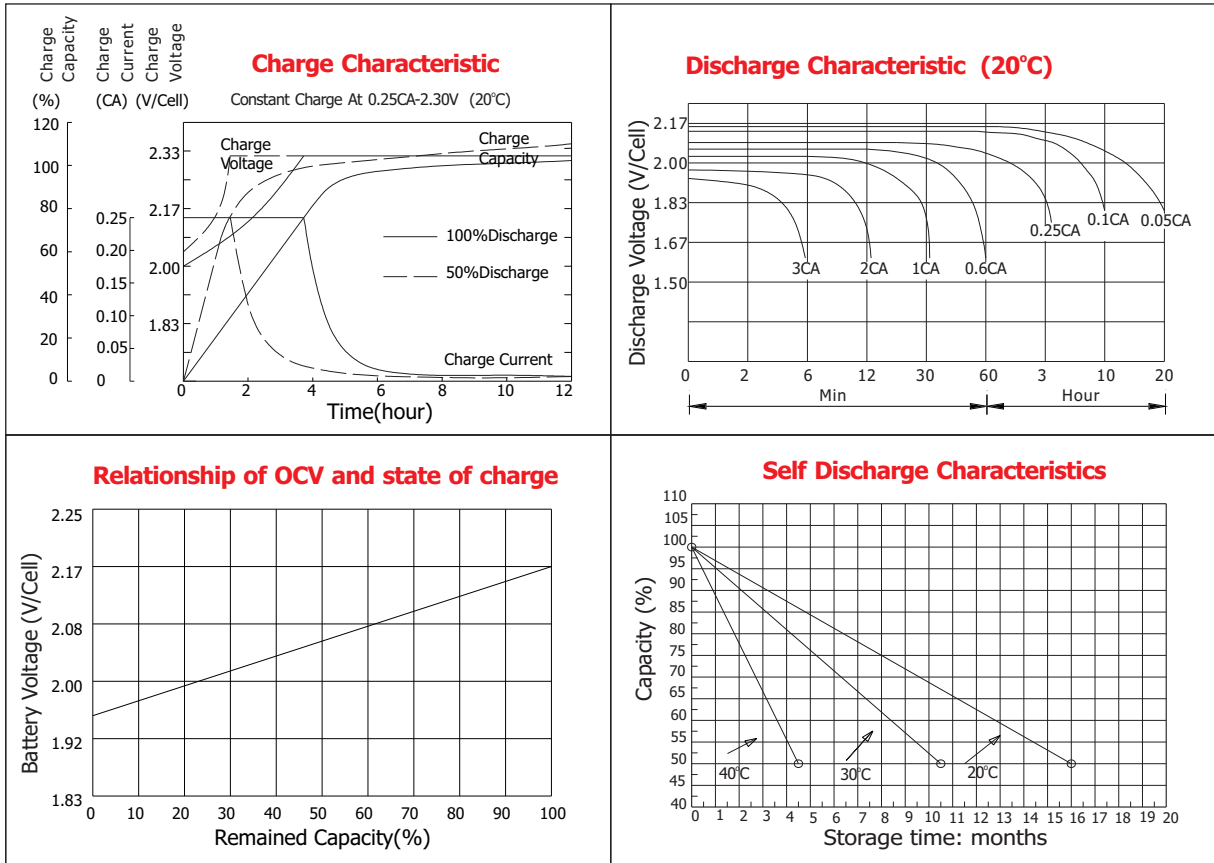 Charge Capacity
Charge Current
Charge Voltage
(%)
(CA)
(V/Cell)
Charge Characteristic
Constant Charge At 0.25CA-2.30V (20°C)
120
100
80
60
40
20
0
0.25
0.20
0.15
0.10
0.05
0
2.33
2.17
2.00
1.83
Charge
Voltage
Charge
Capacity
100%Discharge
50%Discharge
Charge Current
0 2 4 6 8 10 12
Time(hour)
Discharge Characteristic (20°C)
Discharge Voltage (V/Cell)
2.17
2.00
1.83
1.67
1.50
3CA
2CA
1CA
0.6CA
0.25CA
0.1CA
0.05CA
0 2 6 12 30 60 3 10 20
Min
Hour
Relationship of OCV and state of charge
Battery Voltage (V/Cell)
2.25
2.17
2.08
2.00
1.92
1.83
0 10 20 30 40 50 60 70 80 90 100
Remained Capacity(%)
Self Discharge Characteristics
Capacity (%)
110
105
100
95
90
85
80
75
70
65
60
55
50
45
40
40°C
30°C
20°C
0 1 2 3 4 5 6 7 8 9 10 11 12 13 14 15 16 17 18 19 20
Storage time: months